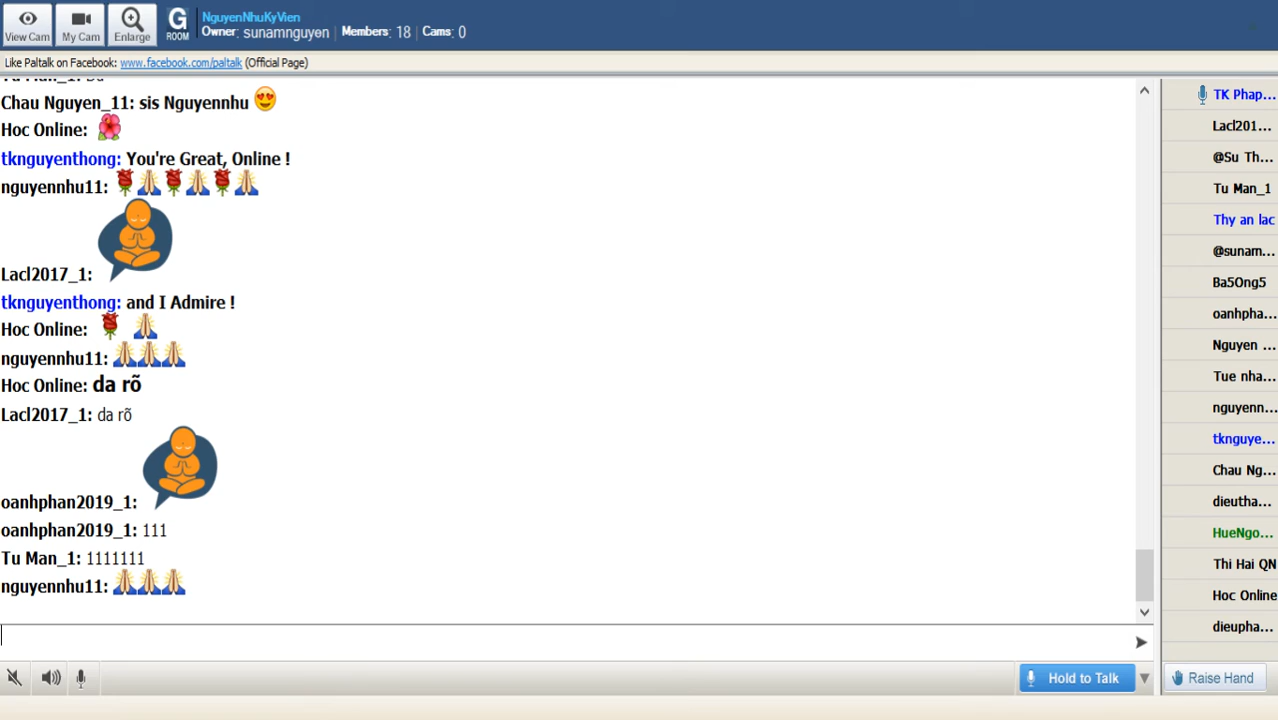 View Cam
My Cam
Enlarge
G
ROOM
NguyenNhuKyVien
Owner: sunamnguyen Members: 18 Cams: 0
Like Paltalk on Facebook: www.facebook.com/paltalk (Official Page)
Chau Nguyen_11: sis Nguyennhu
Hoc Online:
tknguyenthong: You're Great, Online !
nguyennhu11:
Lacl2017_1:
tknguyenthong: and I Admire !
Hoc Online:
nguyennhu11:
Hoc Online: da rõ
Lacl2017_1: da rõ
oanhphan2019_1:
oanhphan2019_1: 111
Tu Man_1: 1111111
nguyennhu11:
TK Phap...
Lacl201...
@Su Th...
Tu Man_1
Thy an lac
@sunam...
Ba5Ong5
oanhpha...
Nguyen ...
Tue nha...
nguyenn...
tknguye...
Chau Ng...
dieutha...
HueNgo...
Thi Hai QN
Hoc Online
dieupha...
Hold to Talk
Raise Hand